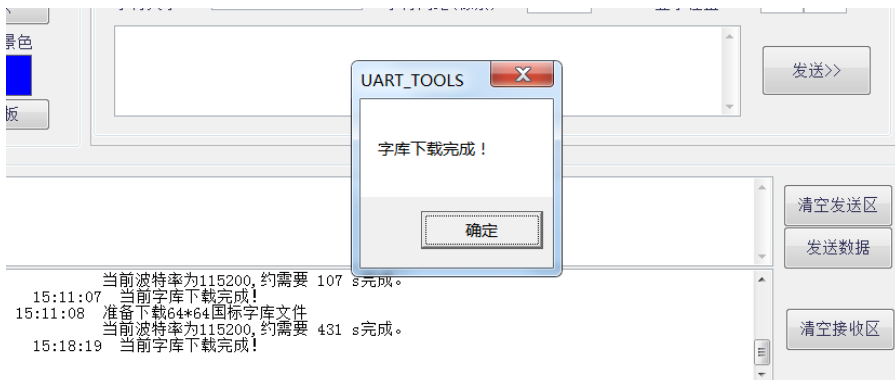 景色
板
发送>>
UART_TOOLS
字库下载完成！
确定
清空发送区
发送数据
当前波特率为115200,约需要 107 s完成。
15:11:07 当前字库下载完成!
15:11:08 准备下载64*64国标字库文件
当前波特率为115200,约需要 431 s完成。
15:18:19 当前字库下载完成!
清空接收区